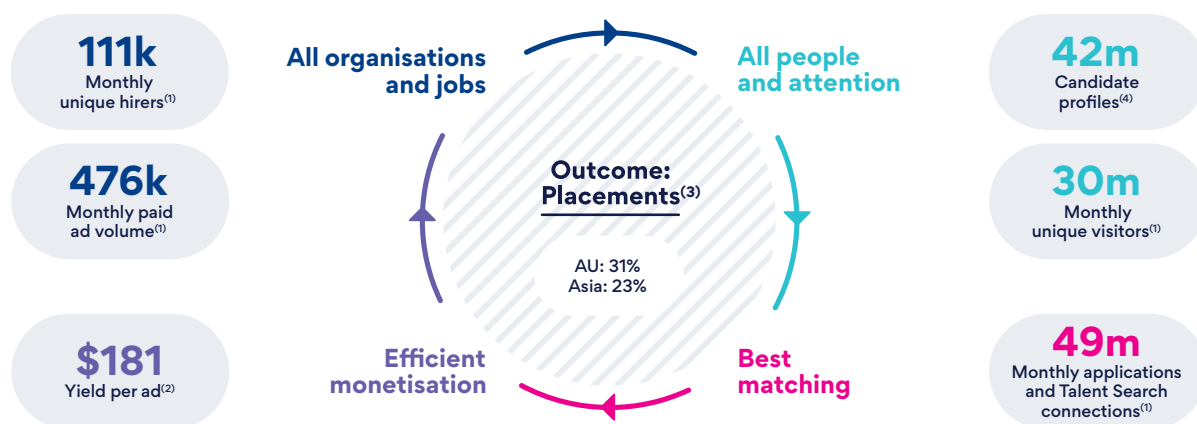 111k
Monthly
unique hirers(1)
476k
Monthly paid
ad volume(1)
$181
Yield per ad(2)
All organisations
and jobs
All people
and attention
Outcome:
Placements(3)
AU: 31%
Asia: 23%
Efficient
monetisation
Best
matching
42m
Candidate
profiles(4)
30m
Monthly
unique visitors(1)
49m
Monthly applications
and Talent Search
connections(1)